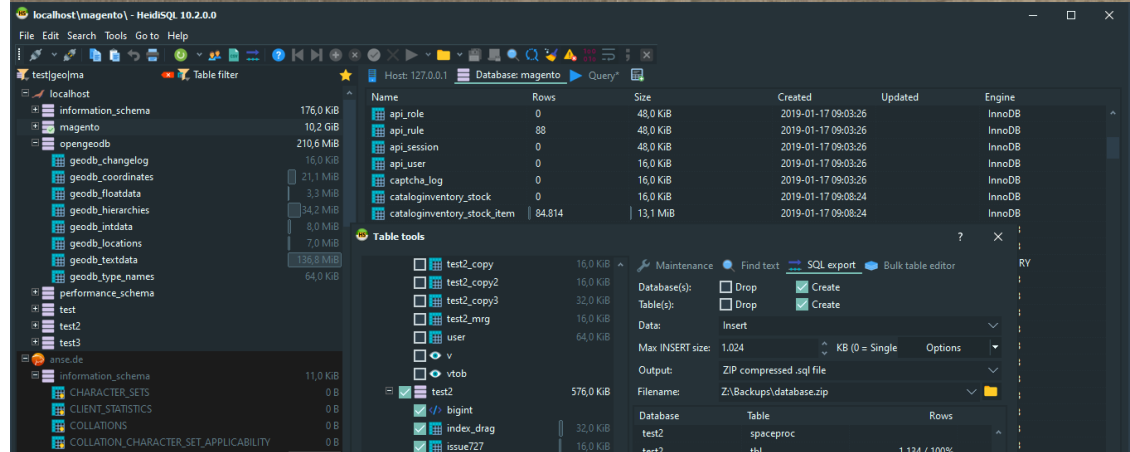 localhost\magento\ - HeidiSQL 10.2.0.0
File Edit Search Tools Go to Help
test|geo|ma
Table filter
localhost
information_schema 176,0 KiB
magento 10,2 GiB
opengeodb 210,6 MiB
geodb_changelog 16,0 KiB
geodb_coordinates 21,1 MiB
geodb_floatdata 3,3 MiB
geodb_hierarchies 34,2 MiB
geodb_intdata 8,0 MiB
geodb_locations 7,0 MiB
geodb_textdata 136,8 MiB
geodb_type_names 64,0 KiB
performance_schema
test
test2
test3
anse.de
information_schema 11,0 KiB
CHARACTER_SETS 0 B
CLIENT_STATISTICS 0 B
COLLATIONS 0 B
COLLATION_CHARACTER_SET_APPLICABILITY 0 B
Host: 127.0.0.1 Database: magento Query*
Name Rows Size Created Updated Engine
api_role 0 48,0 KiB 2019-01-17 09:03:26 InnoDB
api_rule 88 48,0 KiB 2019-01-17 09:03:26 InnoDB
api_session 0 48,0 KiB 2019-01-17 09:03:26 InnoDB
api_user 0 16,0 KiB 2019-01-17 09:03:26 InnoDB
captcha_log 0 16,0 KiB 2019-01-17 09:03:26 InnoDB
cataloginventory_stock 0 16,0 KiB 2019-01-17 09:08:24 InnoDB
cataloginventory_stock_item 84.814 13,1 MiB 2019-01-17 09:08:24 InnoDB
RY
Table tools
?
test2_copy 16,0 KiB
test2_copy2 16,0 KiB
test2_copy3 32,0 KiB
test2_mrg 16,0 KiB
user 64,0 KiB
v
vtob
test2 576,0 KiB
bigint
index_drag 32,0 KiB
issue727 16,0 KiB
Maintenance Find text SQL export Bulk table editor
Database(s): Drop Create
Table(s): Drop Create
Data: Insert
Max INSERT size: 1.024 KB (0 = Single Options
Output: ZIP compressed .sql file
Filename: Z:\Backups\database.zip
Database Table Rows
test2 spaceproc
test2 tbl 1.134 / 100%